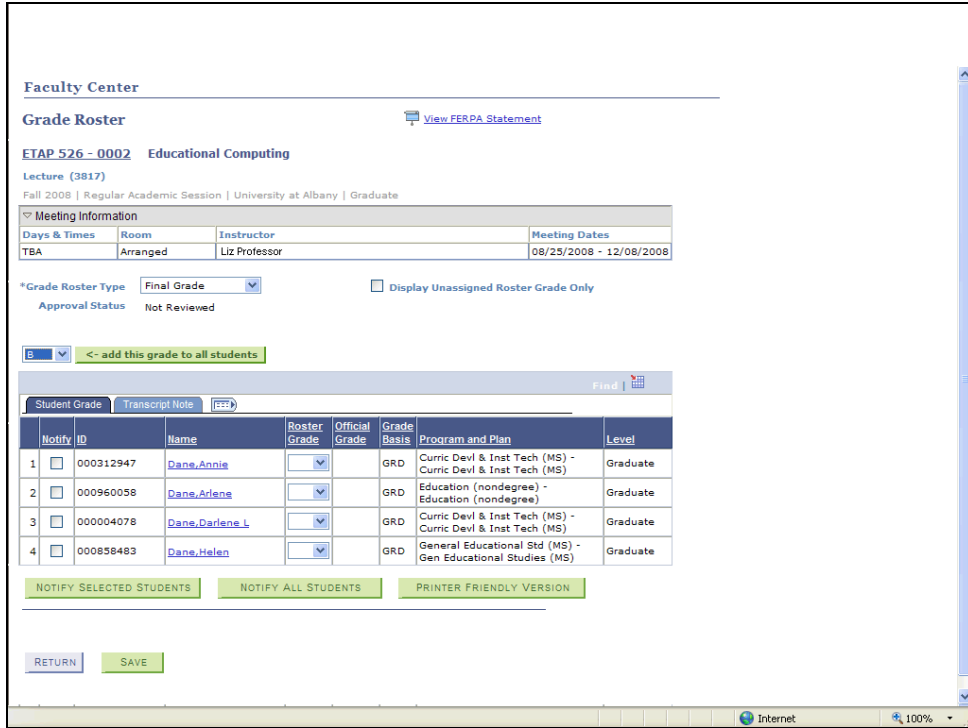 Faculty Center
Grade Roster
View FERPA Statement
ETAP 526 - 0002 Educational Computing
Lecture (3817)
Fall 2008 | Regular Academic Session | University at Albany | Graduate
Meeting Information
Days & Times Room Instructor Meeting Dates
TBA Arranged Liz Professor 08/25/2008 - 12/08/2008
*Grade Roster Type Final Grade Display Unassigned Roster Grade Only
Approval Status Not Reviewed
B <- add this grade to all students
Find |
Student Grade Transcript Note
Notify ID Name Roster Grade Official Grade Grade Basis Program and Plan Level
1 000312947 Dane,Annie GRD Curric Devl & Inst Tech (MS) - Curric Devl & Inst Tech (MS) Graduate
2 000960058 Dane,Arlene GRD Education (nondegree) - Education (nondegree) Graduate
3 000004078 Dane,Darlene L GRD Curric Devl & Inst Tech (MS) - Curric Devl & Inst Tech (MS) Graduate
4 000858483 Dane,Helen GRD General Educational Std (MS) - Gen Educational Studies (MS) Graduate
NOTIFY SELECTED STUDENTS NOTIFY ALL STUDENTS PRINTER FRIENDLY VERSION
RETURN SAVE
Internet 100%